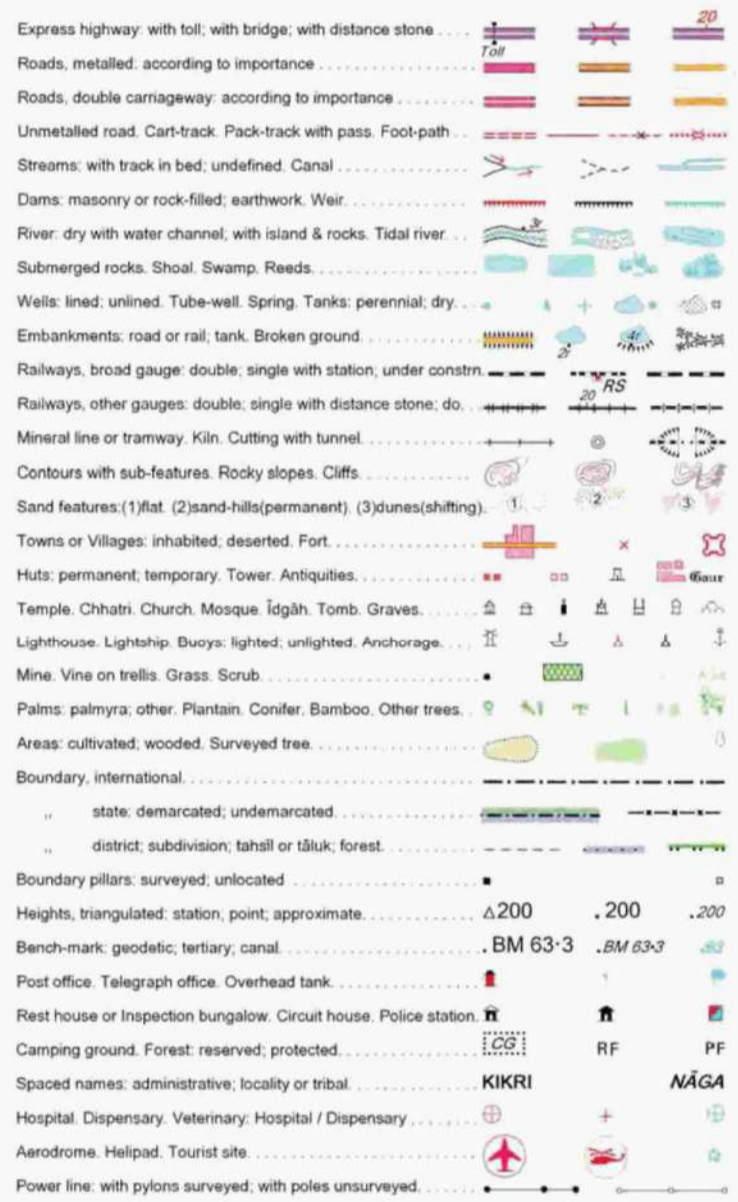 Express highway: with toll; with bridge; with distance stone .... Toll 20
Roads, metalled: according to importance
Roads, double carriageway: according to importance
Unmetalled road. Cart-track. Pack-track with pass. Foot-path
Streams: with track in bed; undefined. Canal
Dams: masonry or rock-filled; earthwork. Weir.
River: dry with water channel; with island & rocks. Tidal river. 3r
Submerged rocks. Shoal. Swamp. Reeds.
Wells: lined; unlined. Tube-well. Spring. Tanks: perennial; dry.
Embankments: road or rail; tank. Broken ground. 2r 4r
Railways, broad gauge: double; single with station; under constrn. RS
Railways, other gauges: double; single with distance stone; do. 20
Mineral line or tramway. Kiln. Cutting with tunnel.
Contours with sub-features. Rocky slopes. Cliffs.
Sand features:(1)flat. (2)sand-hills(permanent). (3)dunes(shifting). 1. 2 3
Towns or Villages: inhabited; deserted. Fort.
Huts: permanent; temporary. Tower. Antiquities. Gaur
Temple. Chhatri. Church. Mosque. Īdgāh. Tomb. Graves.
Lighthouse. Lightship. Buoys: lighted; unlighted. Anchorage.
Mine. Vine on trellis. Grass. Scrub.
Palms: palmyra; other. Plantain. Conifer. Bamboo. Other trees.
Areas: cultivated; wooded. Surveyed tree.
Boundary, international.
„ state: demarcated; undemarcated.
„ district; subdivision; tahsīl or tāluk; forest.
Boundary pillars: surveyed; unlocated
Heights, triangulated: station; point; approximate. △200 .200 .200
Bench-mark: geodetic; tertiary; canal. .BM 63·3 .BM 63·3 .63
Post office. Telegraph office. Overhead tank.
Rest house or Inspection bungalow. Circuit house. Police station.
Camping ground. Forest: reserved; protected. CG RF PF
Spaced names: administrative; locality or tribal. KIKRI NĀGA
Hospital. Dispensary. Veterinary: Hospital / Dispensary
Aerodrome. Helipad. Tourist site.
Power line: with pylons surveyed; with poles unsurveyed.